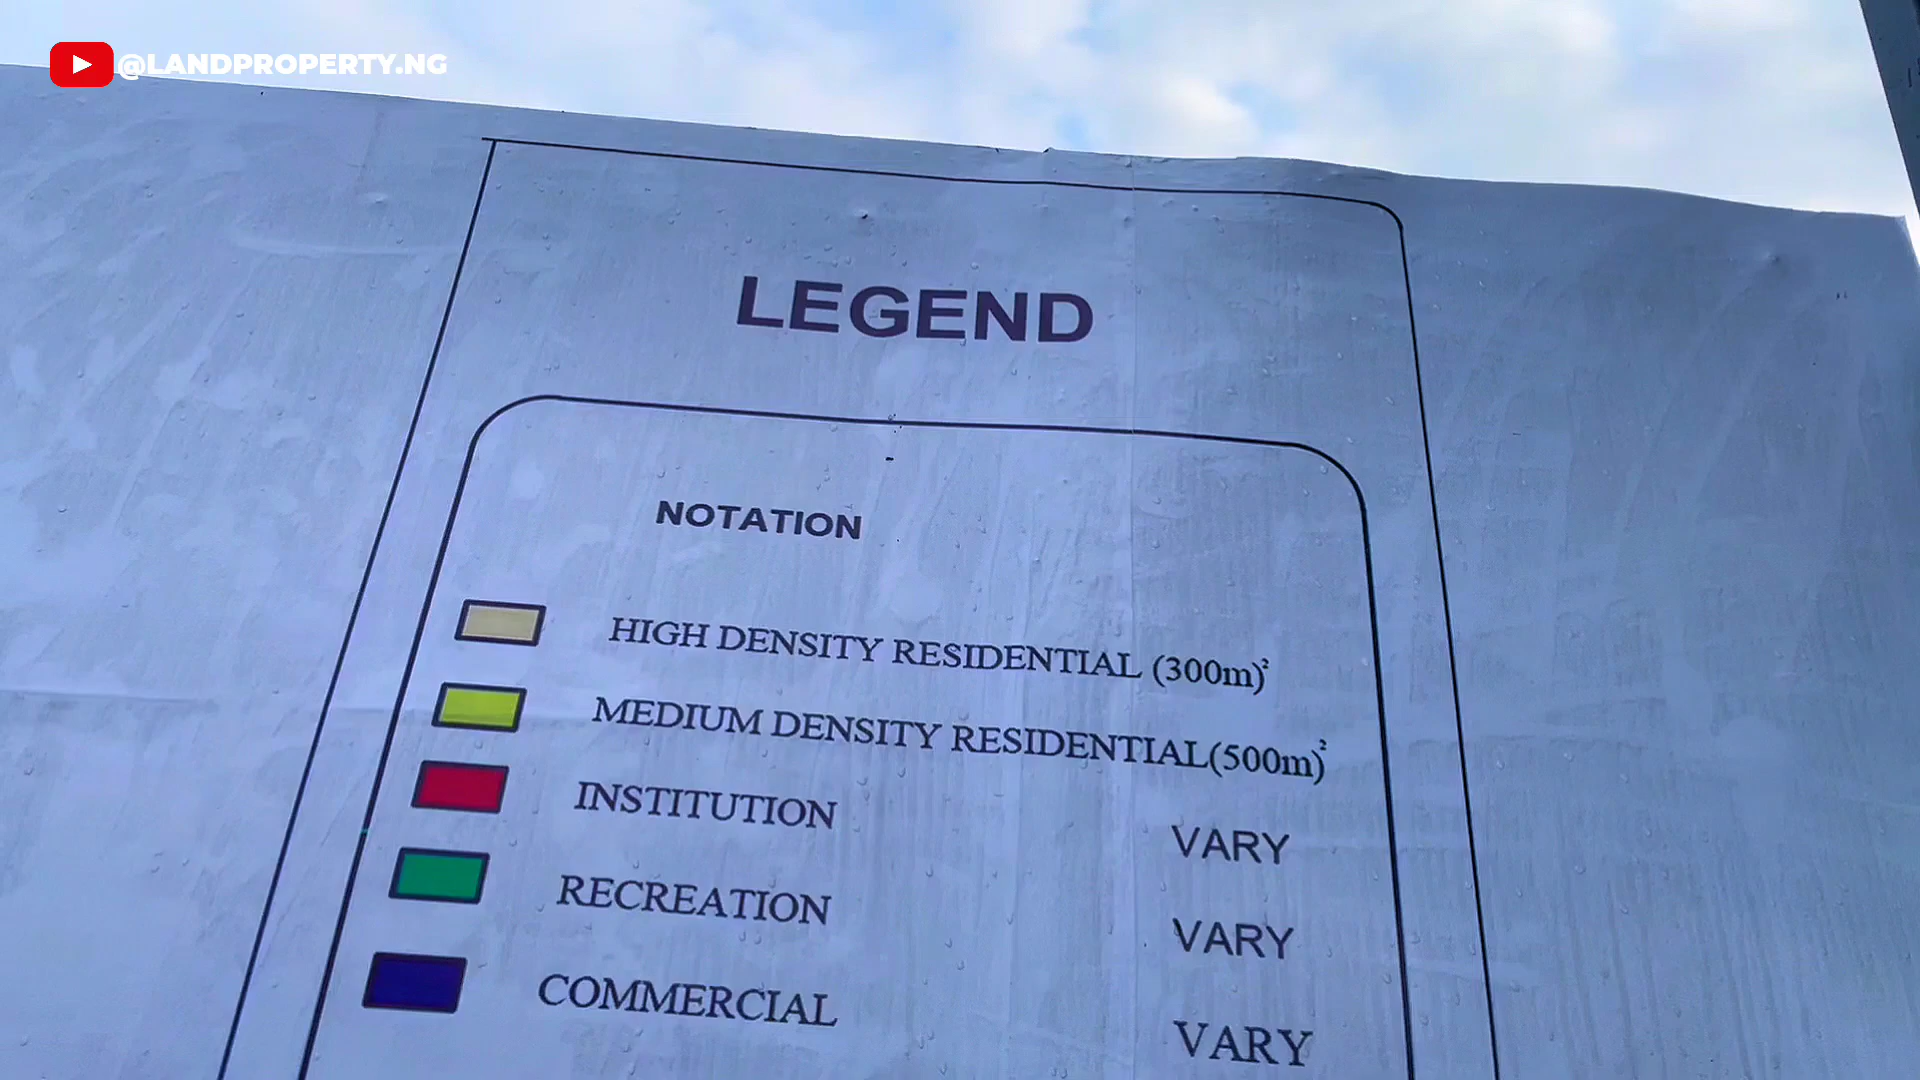 @LANDPROPERTY.NG
LEGEND
NOTATION
HIGH DENSITY RESIDENTIAL (300m)²
MEDIUM DENSITY RESIDENTIAL(500m)²
INSTITUTION VARY
RECREATION VARY
COMMERCIAL VARY